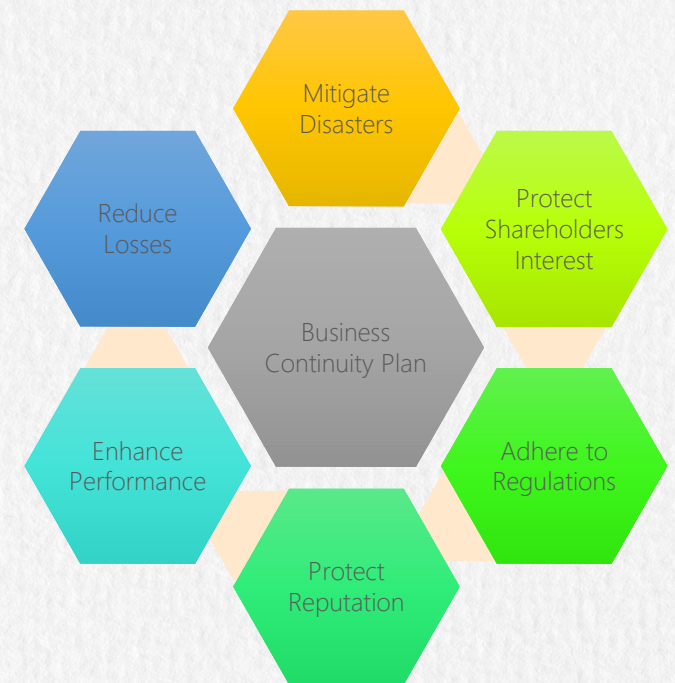 Mitigate
Disasters
Protect
Shareholders
Interest
Reduce
Losses
Business
Continuity Plan
Adhere to
Regulations
Enhance
Performance
Protect
Reputation